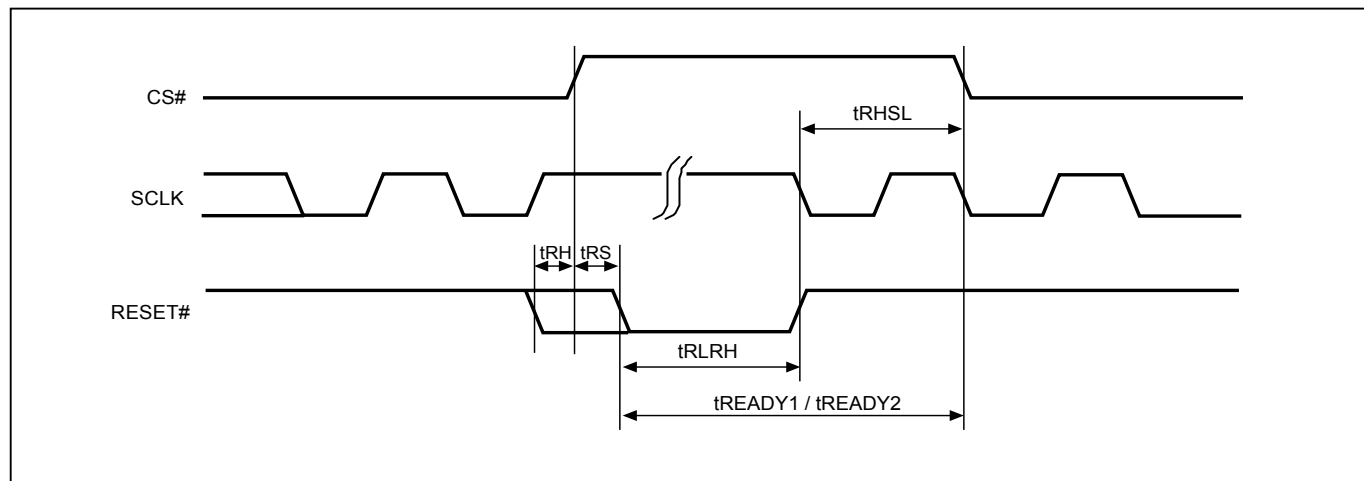 CS#
tRHSL
SCLK
tRH tRS
RESET#
tRLRH
tREADY1 / tREADY2